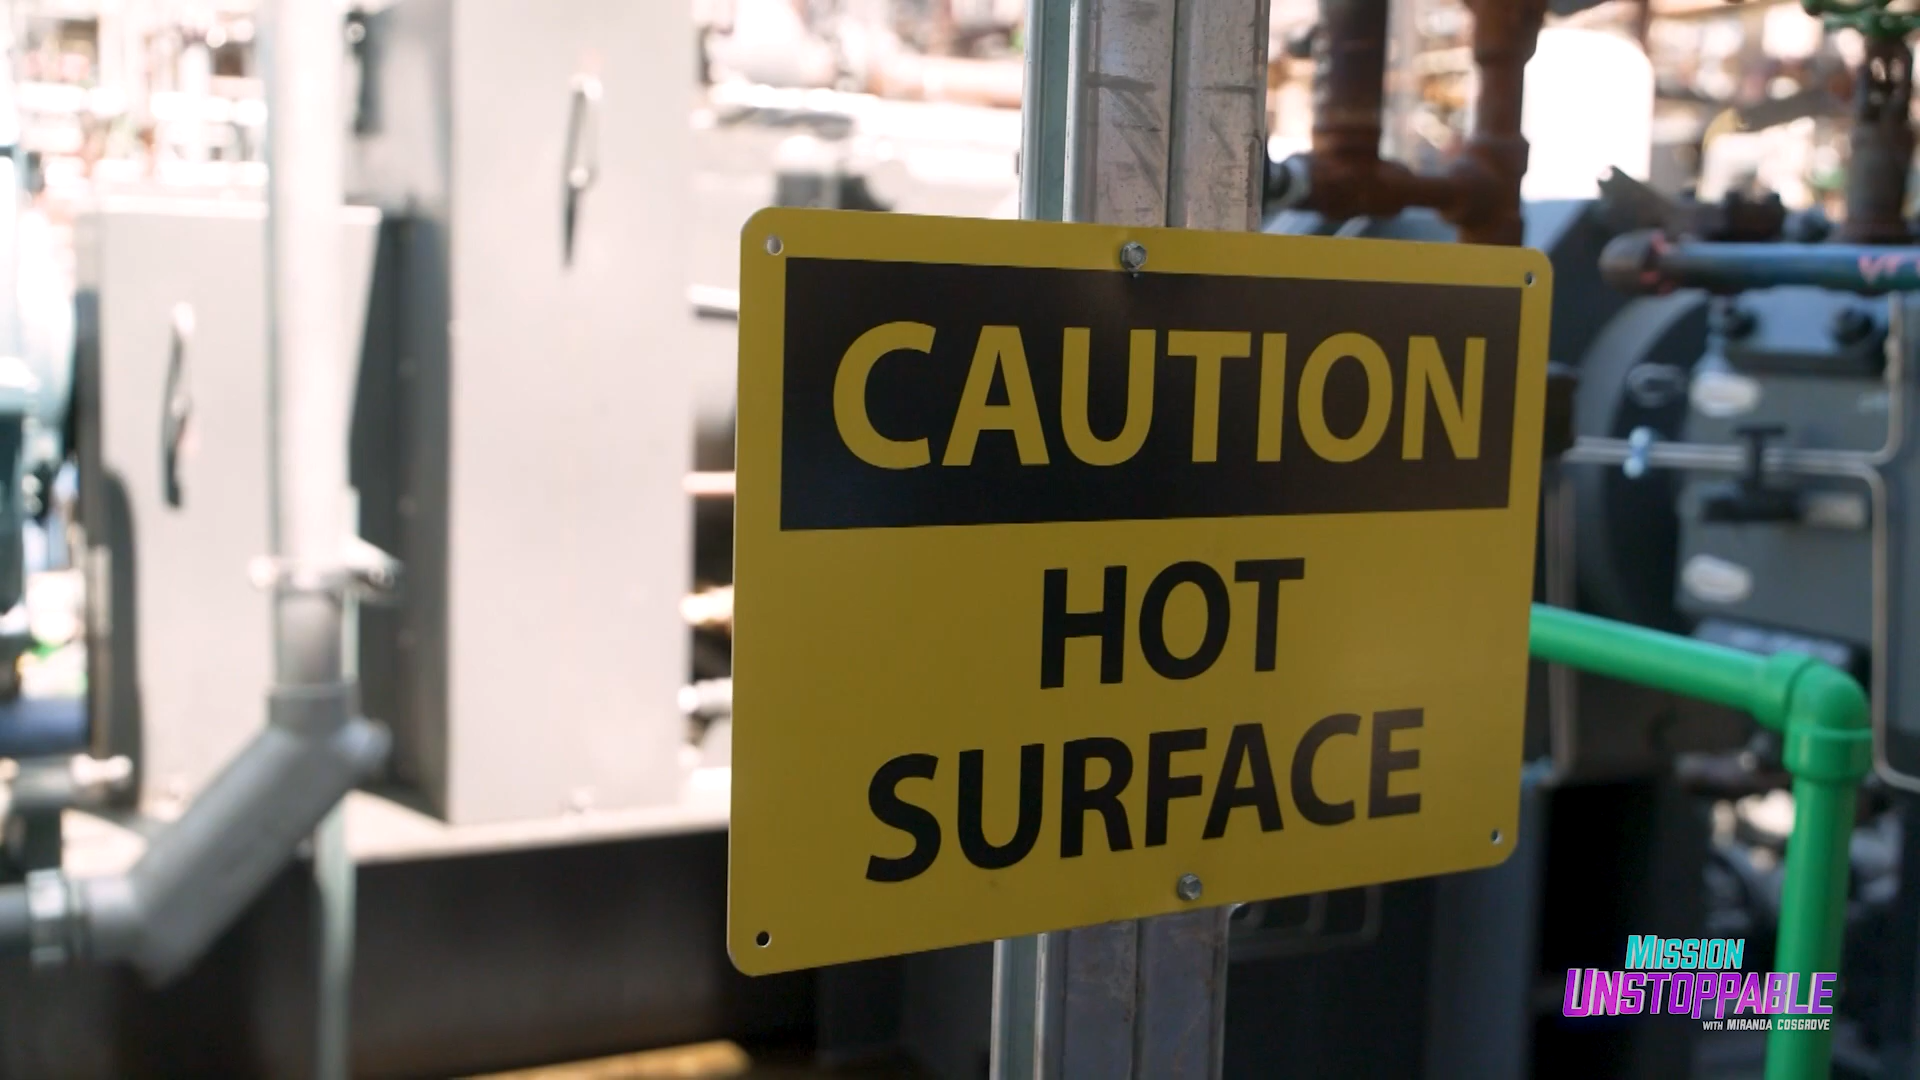 CAUTION
HOT
SURFACE
MISSION
UNSTOPPABLE
WITH MIRANDA COSGROVE